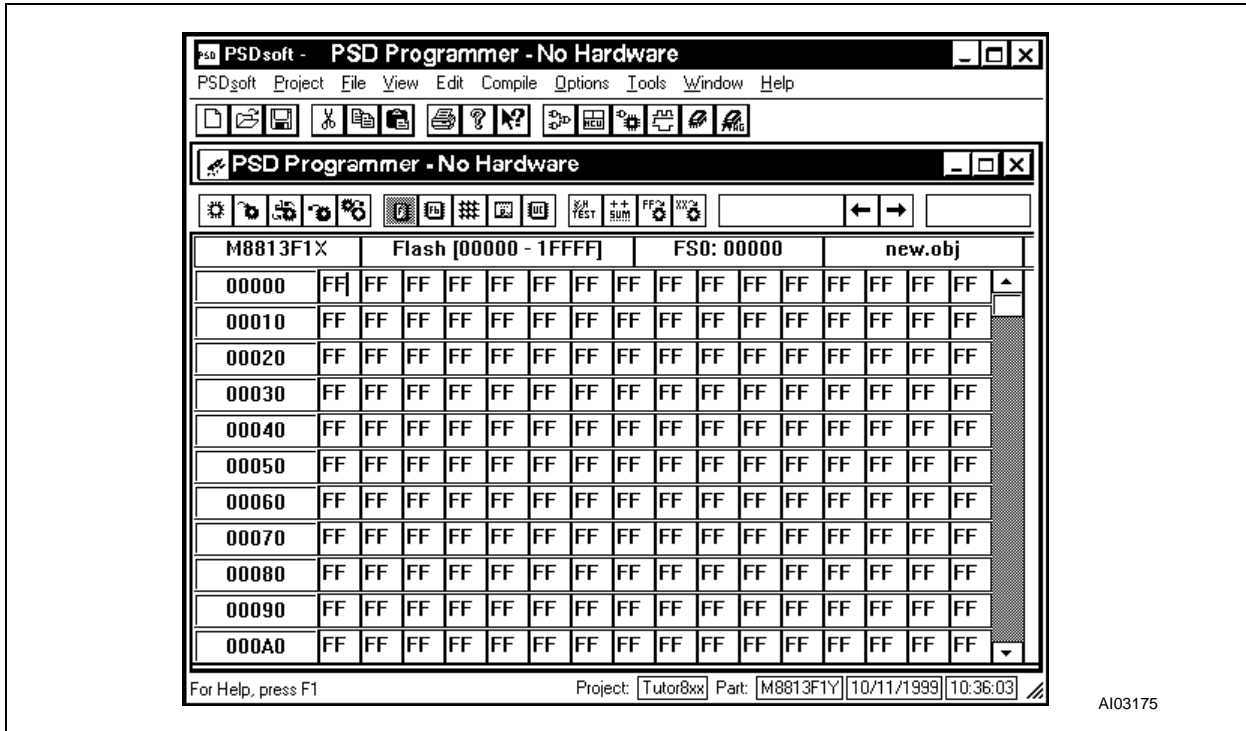 PSD PSDsoft - PSD Programmer - No Hardware
PSDsoft Project File View Edit Compile Options Tools Window Help
MCU
PSD Programmer - No Hardware
Fb UC TEST ++ SUM FF XX
M8813F1X Flash [00000 - 1FFFF] FS0: 00000 new.obj
00000 FF FF FF FF FF FF FF FF FF FF FF FF FF FF FF FF
00010 FF FF FF FF FF FF FF FF FF FF FF FF FF FF FF FF
00020 FF FF FF FF FF FF FF FF FF FF FF FF FF FF FF FF
00030 FF FF FF FF FF FF FF FF FF FF FF FF FF FF FF FF
00040 FF FF FF FF FF FF FF FF FF FF FF FF FF FF FF FF
00050 FF FF FF FF FF FF FF FF FF FF FF FF FF FF FF FF
00060 FF FF FF FF FF FF FF FF FF FF FF FF FF FF FF FF
00070 FF FF FF FF FF FF FF FF FF FF FF FF FF FF FF FF
00080 FF FF FF FF FF FF FF FF FF FF FF FF FF FF FF FF
00090 FF FF FF FF FF FF FF FF FF FF FF FF FF FF FF FF
000A0 FF FF FF FF FF FF FF FF FF FF FF FF FF FF FF FF
For Help, press F1 Project: Tutor8xx Part: M8813F1Y 10/11/1999 10:36:03
AI03175